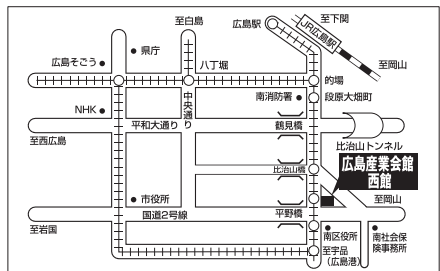 至白島
広島駅
至下関
JR広島駅
県庁
広島そごう
八丁堀
至岡山
的場
中央通り
南消防署
段原大畑町
NHK
平和大通り
鶴見橋
至西広島
比治山トンネル
比治山橋
広島産業会館
西館
市役所
至岡山
国道2号線
平野橋
至岩国
南区役所
南社会保
険事務所
至宇品
(広島港)